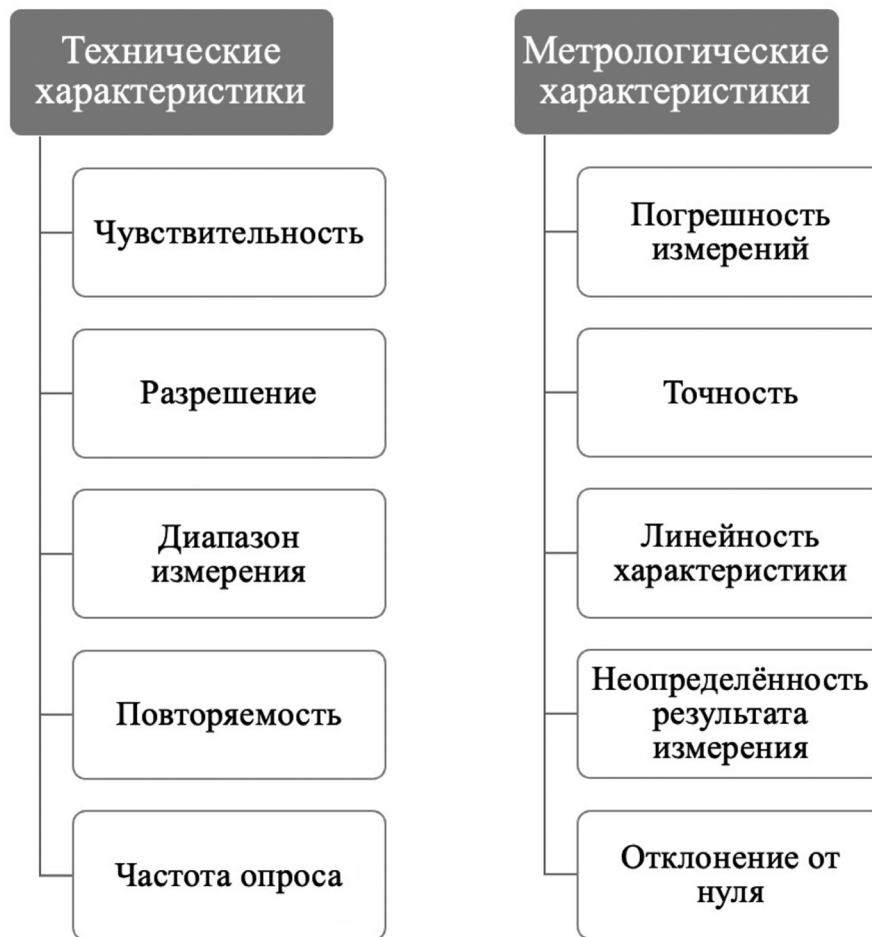 Технические
характеристики
Чувствительность
Разрешение
Диапазон
измерения
Повторяемость
Частота опроса
Метрологические
характеристики
Погрешность
измерений
Точность
Линейность
характеристики
Неопределённость
результата
измерения
Отклонение от
нуля